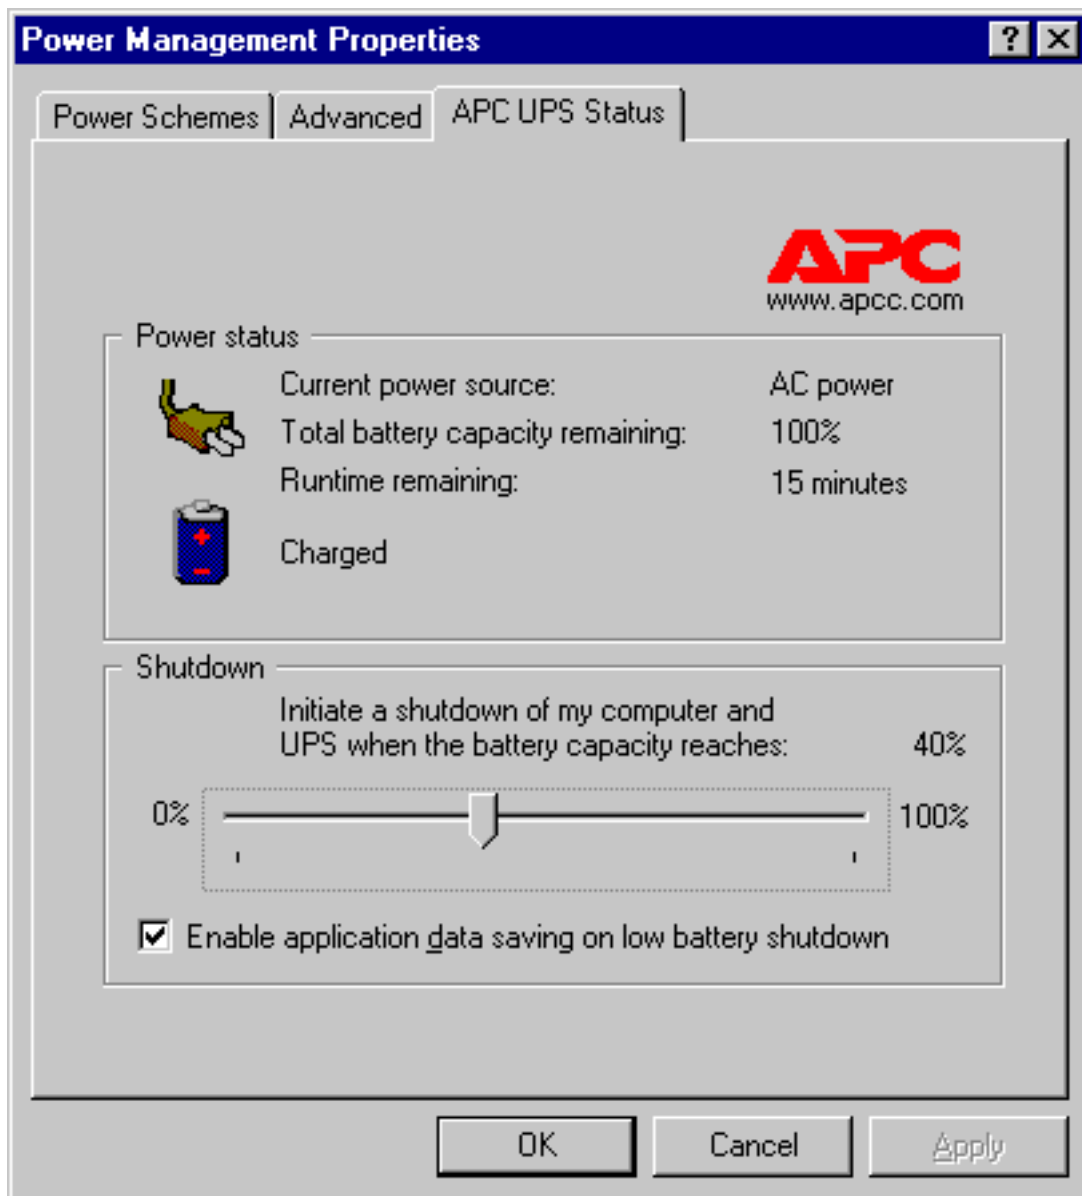 Power Management Properties
Power Schemes Advanced APC UPS Status
APC
www.apcc.com
Power status
Current power source: AC power
Total battery capacity remaining: 100%
Runtime remaining: 15 minutes
Charged
Shutdown
Initiate a shutdown of my computer and
UPS when the battery capacity reaches: 40%
0% 100%
Enable application data saving on low battery shutdown
OK Cancel Apply